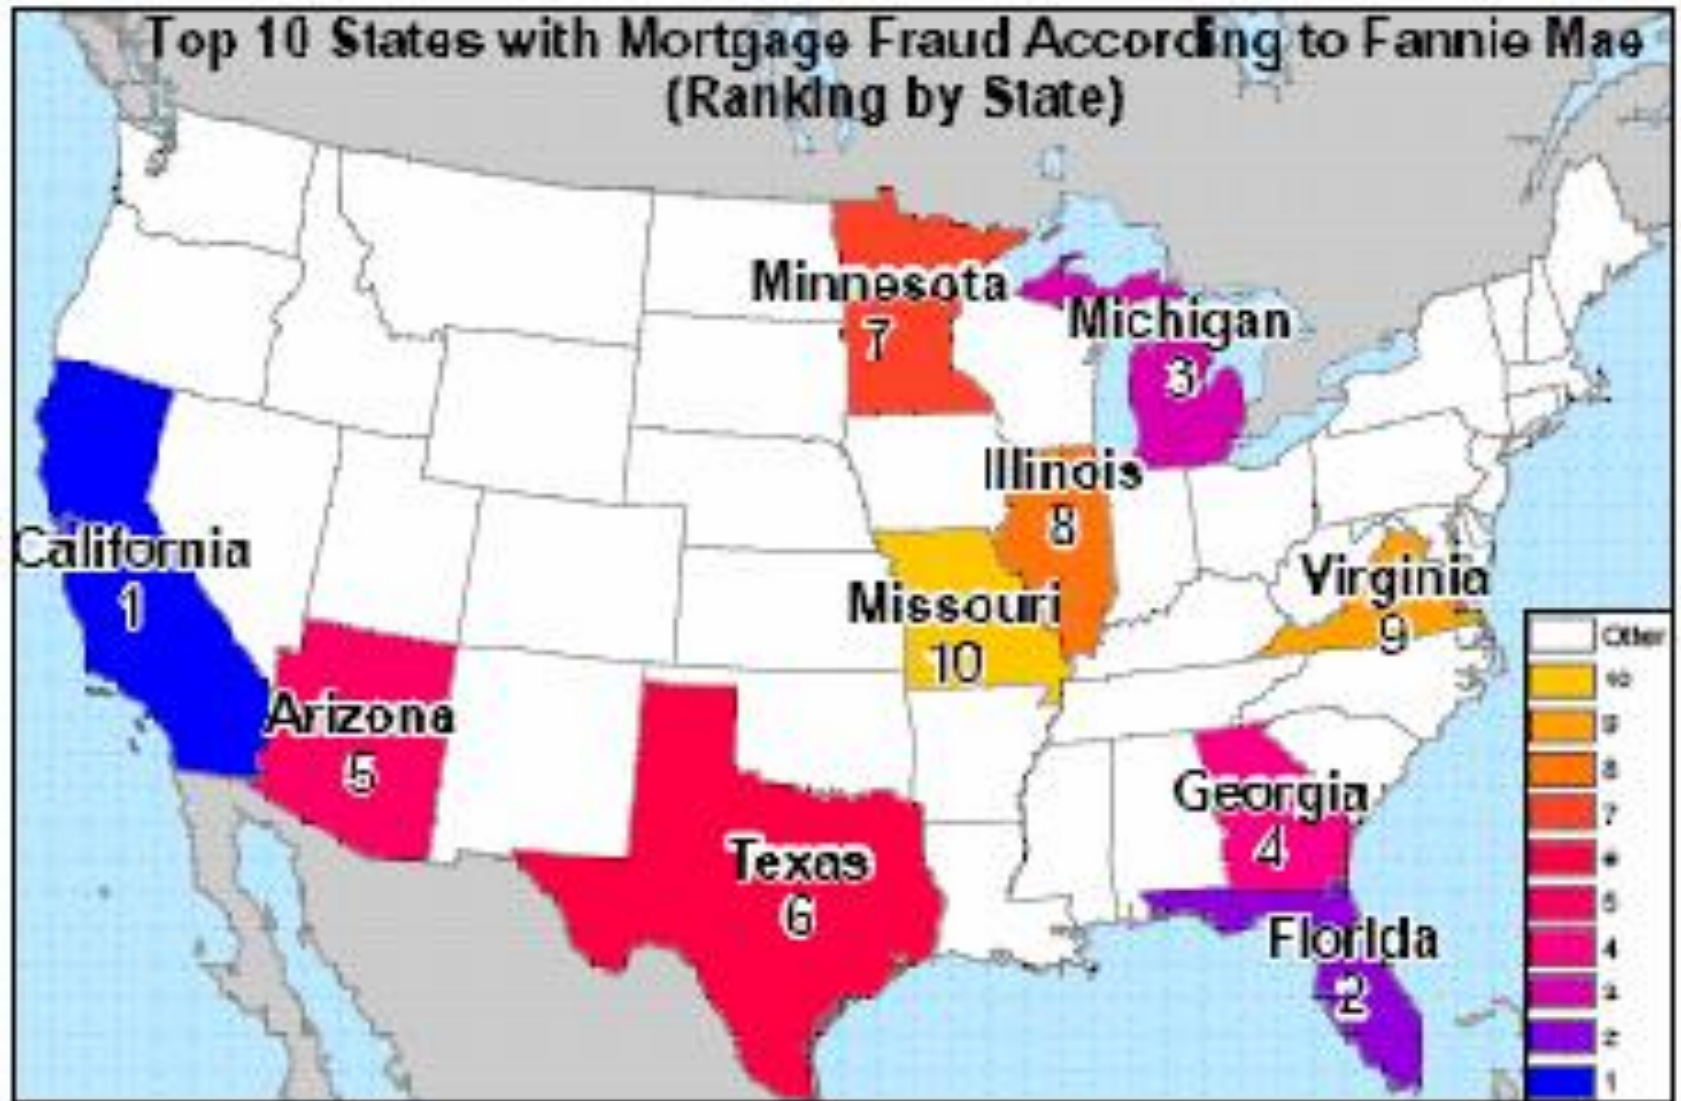 Top 10 States with Mortgage Fraud According to Fannie Mae
(Ranking by State)
Minnesota
7
Michigan
3
Illinois
8
California
1
Missouri
10
Virginia
9
Arizona
5
Georgia
4
Texas
6
Florida
2
Other
10
9
8
7
6
5
4
3
2
1